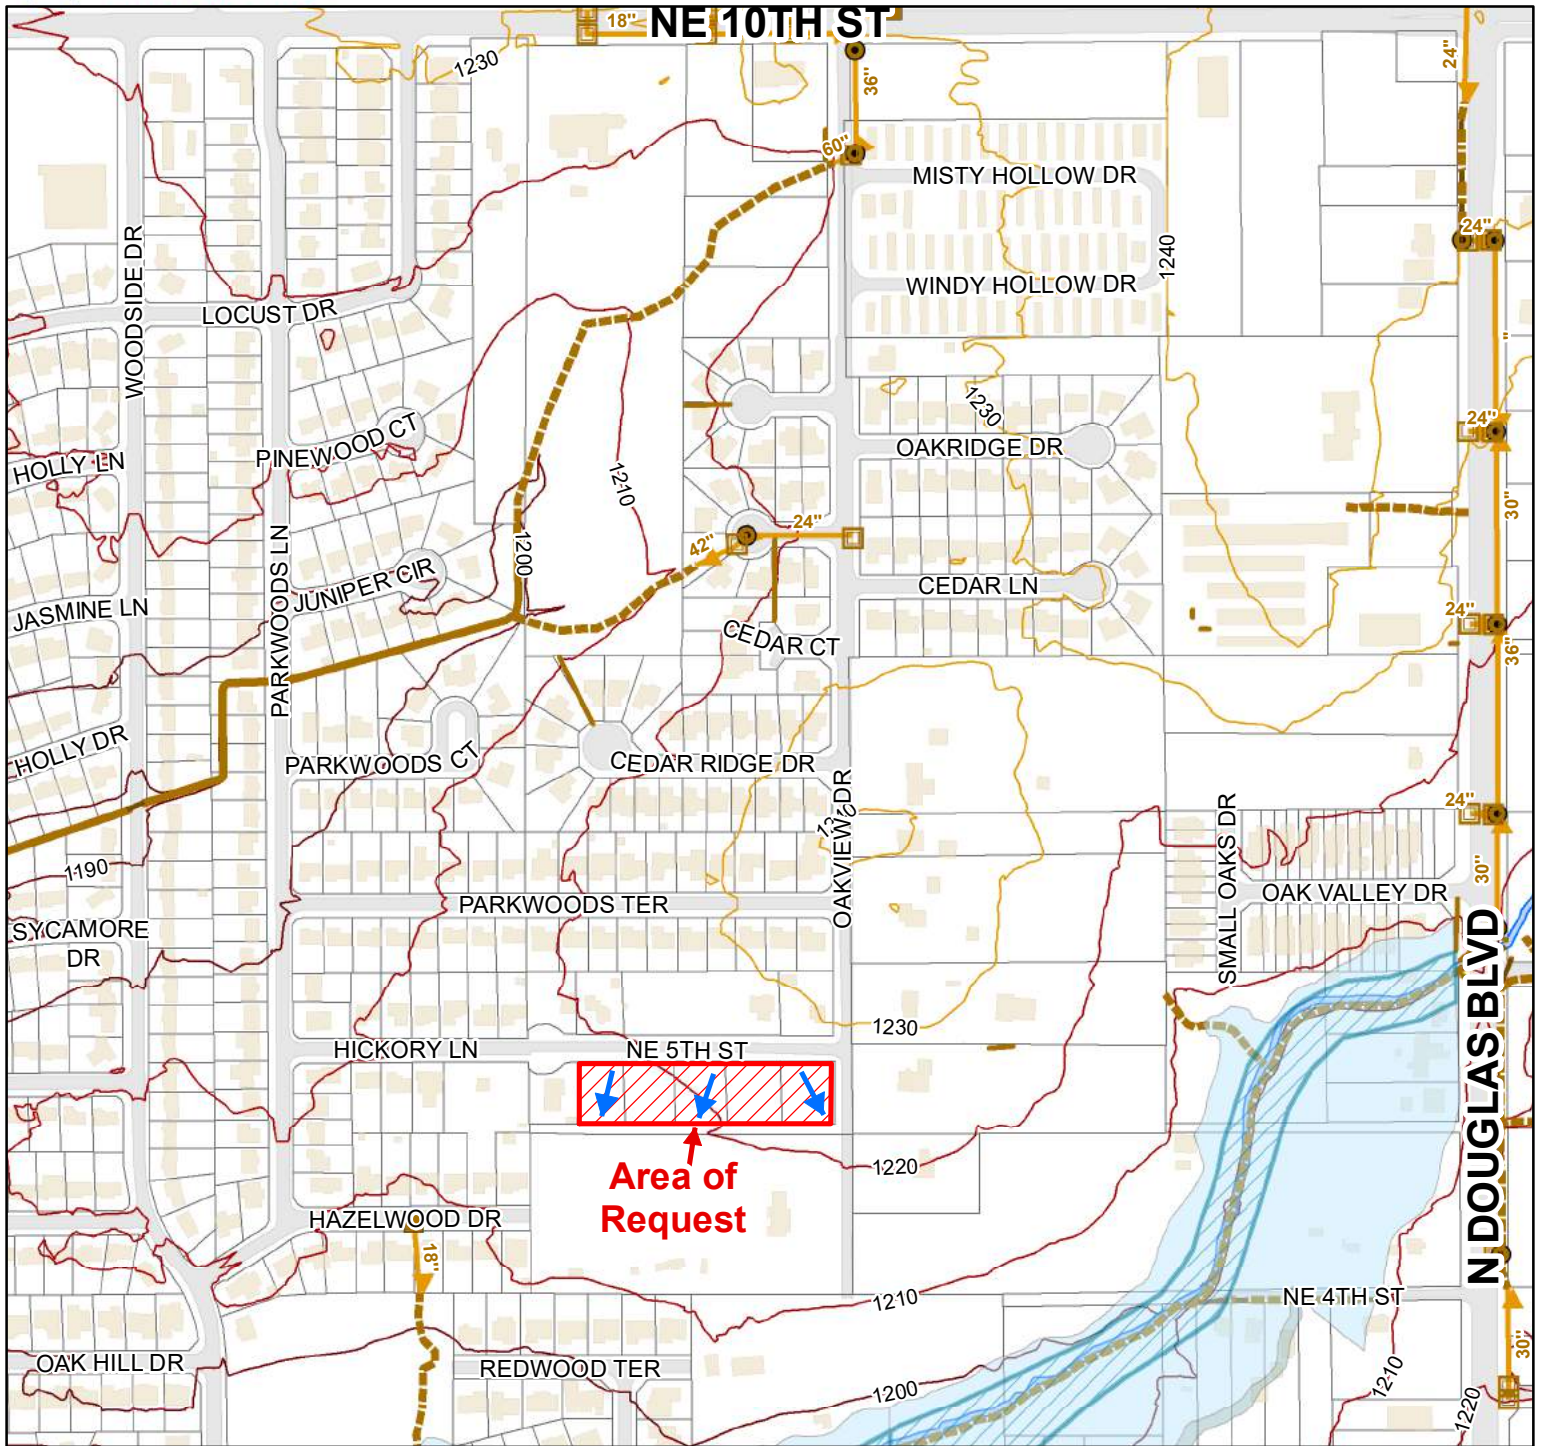 NE 10TH ST
18"
1230
36"
24"
60"
MISTY HOLLOW DR
WOODSIDE DR
24"
1240
WINDY HOLLOW DR
LOCUST DR
"
1230
24"
PINEWOOD CT
OAKRIDGE DR
HOLLY LN
1210
30"
24"
42"
1200
PARKWOODS LN
JUNIPER CIR
CEDAR LN
JASMINE LN
24"
CEDAR CT
36"
HOLLY DR
PARKWOODS CT
CEDAR RIDGE DR
OAKVIEW DR
24"
SMALL OAKS DR
1190
30"
PARKWOODS TER
OAK VALLEY DR
SYCAMORE
DR
N DOUGLAS BLVD
1230
HICKORY LN
NE 5TH ST
1220
Area of
Request
HAZELWOOD DR
18"
1210
NE 4TH ST
30"
OAK HILL DR
REDWOOD TER
1200
1210
1220